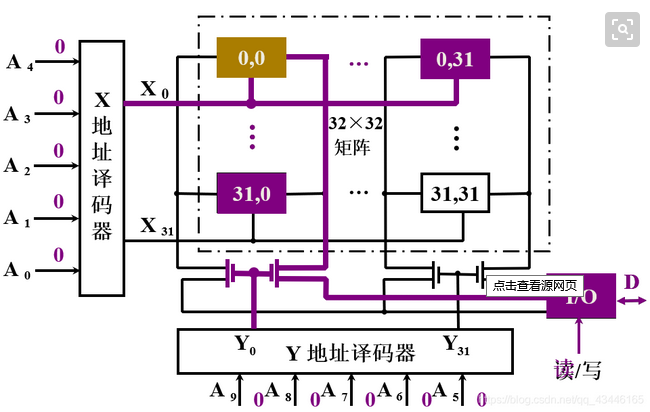 A 4
0
A 3
0
A 2
0
A 1
0
A 0
0
X 地址译码器
X 0
X 31
0,0
...
0,31
32×32
矩阵
31,0
...
31,31
点击查看源网页
I/O
D
Y0
Y 地址译码器
Y31
读/写
A 9
0
A 8
0
A 7
0
A 6
0
A 5
0
https://blog.csdn.net/qq_43446165